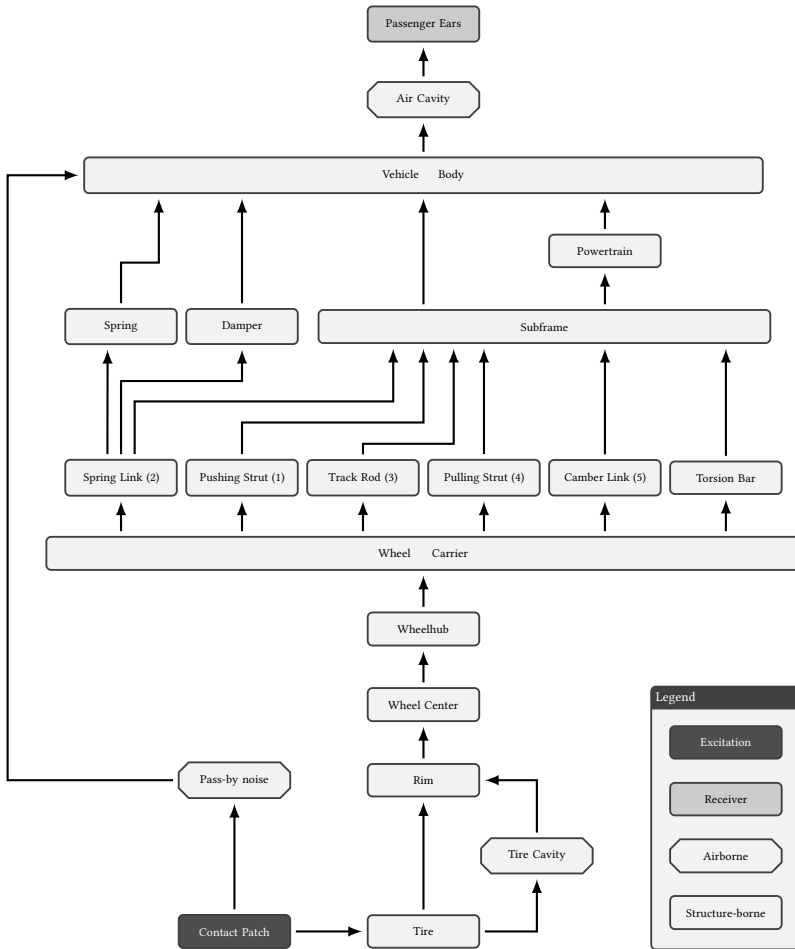 Passenger Ears
Air Cavity
Vehicle Body
Powertrain
Spring
Damper
Subframe
Spring Link (2)
Pushing Strut (1)
Track Rod (3)
Pulling Strut (4)
Camber Link (5)
Torsion Bar
Wheel Carrier
Wheelhub
Wheel Center
Legend
Excitation
Pass-by noise
Rim
Receiver
Tire Cavity
Airborne
Structure-borne
Contact Patch
Tire